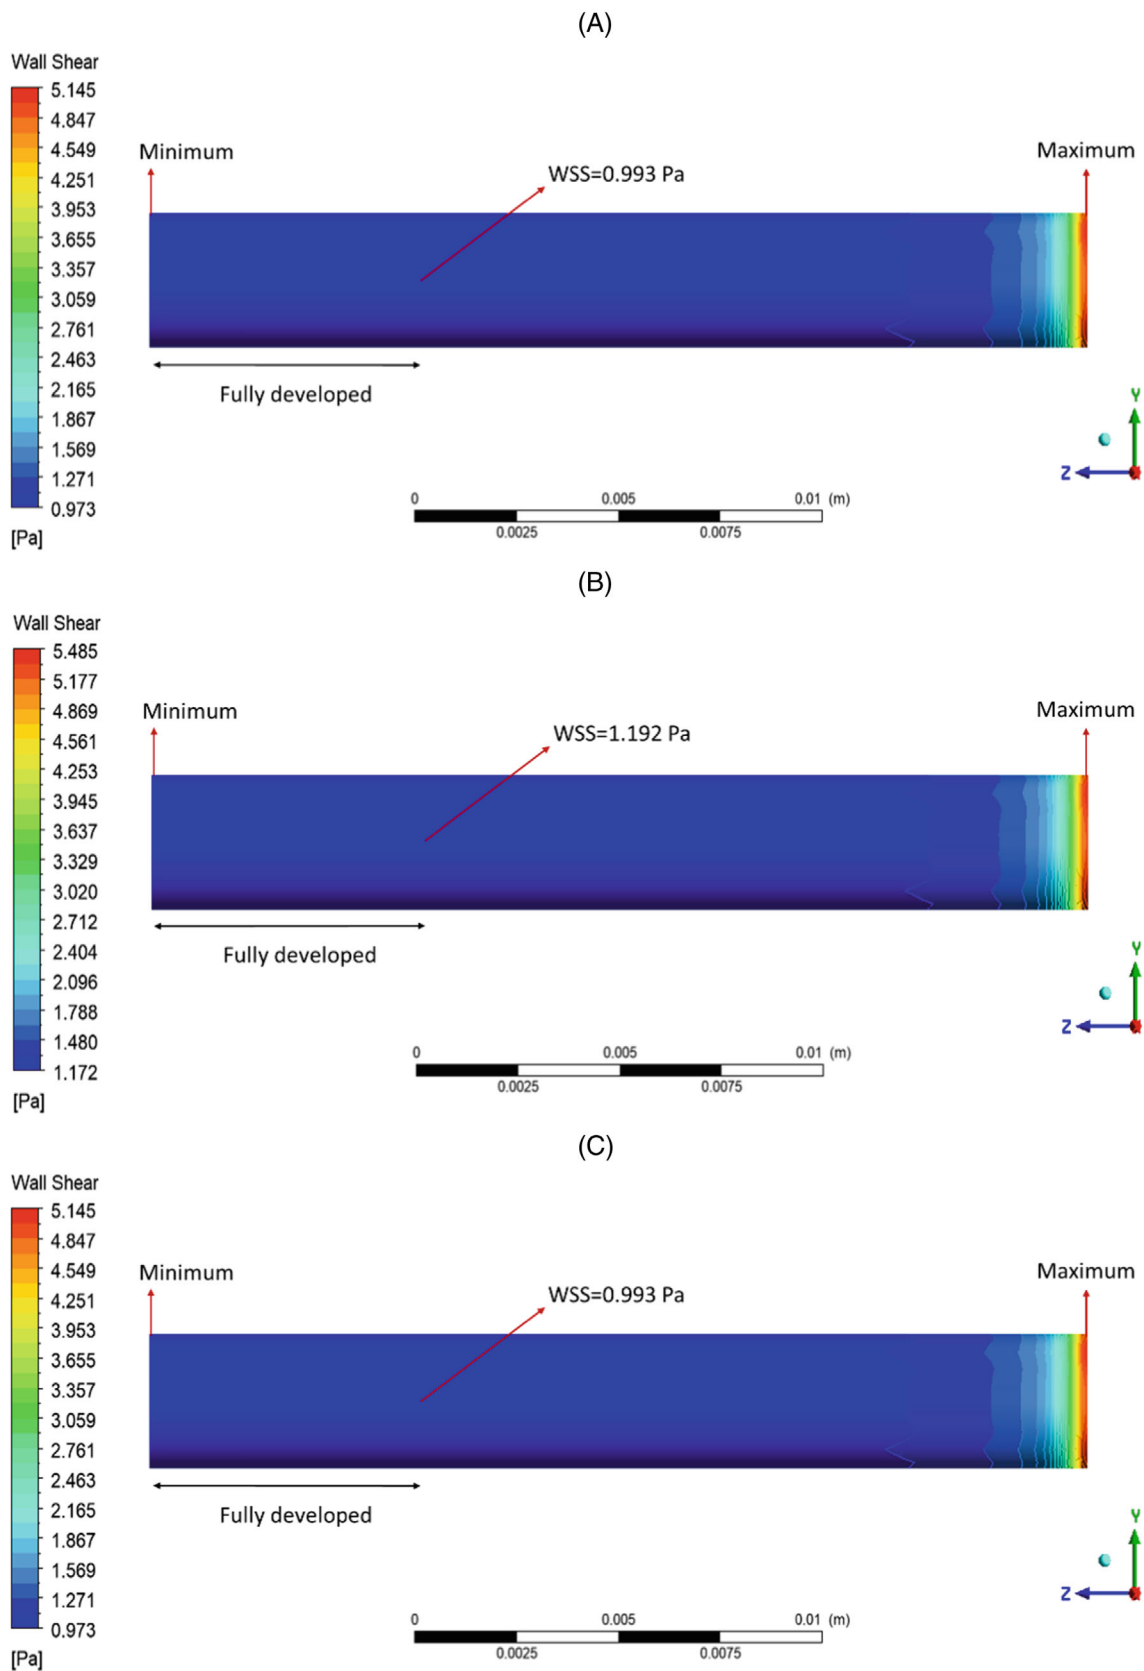 (A)
Wall Shear
5.145
4.847
4.549
4.251
3.953
3.655
3.357
3.059
2.761
2.463
2.165
1.867
1.569
1.271
0.973
[Pa]
Minimum
WSS=0.993 Pa
Maximum
Fully developed
Y
Z
0 0.005 0.01 (m)
0.0025 0.0075
(B)
Wall Shear
5.485
5.177
4.869
4.561
4.253
3.945
3.637
3.329
3.020
2.712
2.404
2.096
1.788
1.480
1.172
[Pa]
Minimum
WSS=1.192 Pa
Maximum
Fully developed
Y
Z
0 0.005 0.01 (m)
0.0025 0.0075
(C)
Wall Shear
5.145
4.847
4.549
4.251
3.953
3.655
3.357
3.059
2.761
2.463
2.165
1.867
1.569
1.271
0.973
[Pa]
Minimum
WSS=0.993 Pa
Maximum
Fully developed
Y
Z
0 0.005 0.01 (m)
0.0025 0.0075